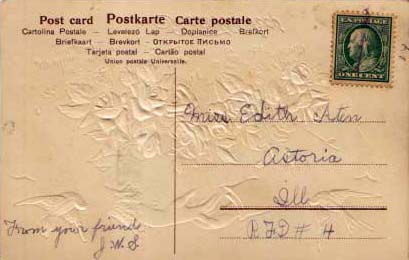 Post card Postkarte Carte postale
Cartolina Postale – Levelező Lap – Dopisnice – Brefkort
Briefkaart – Brevkort – ОТКРЫТОЕ ПИСЬМО
Tarjeta postal – Cartão postal
Union postale Universelle.
U.S. POSTAGE
ONE CENT
Miss Edith Aten
Astoria
Ill
R F D # 4
From your friend
J. W. S